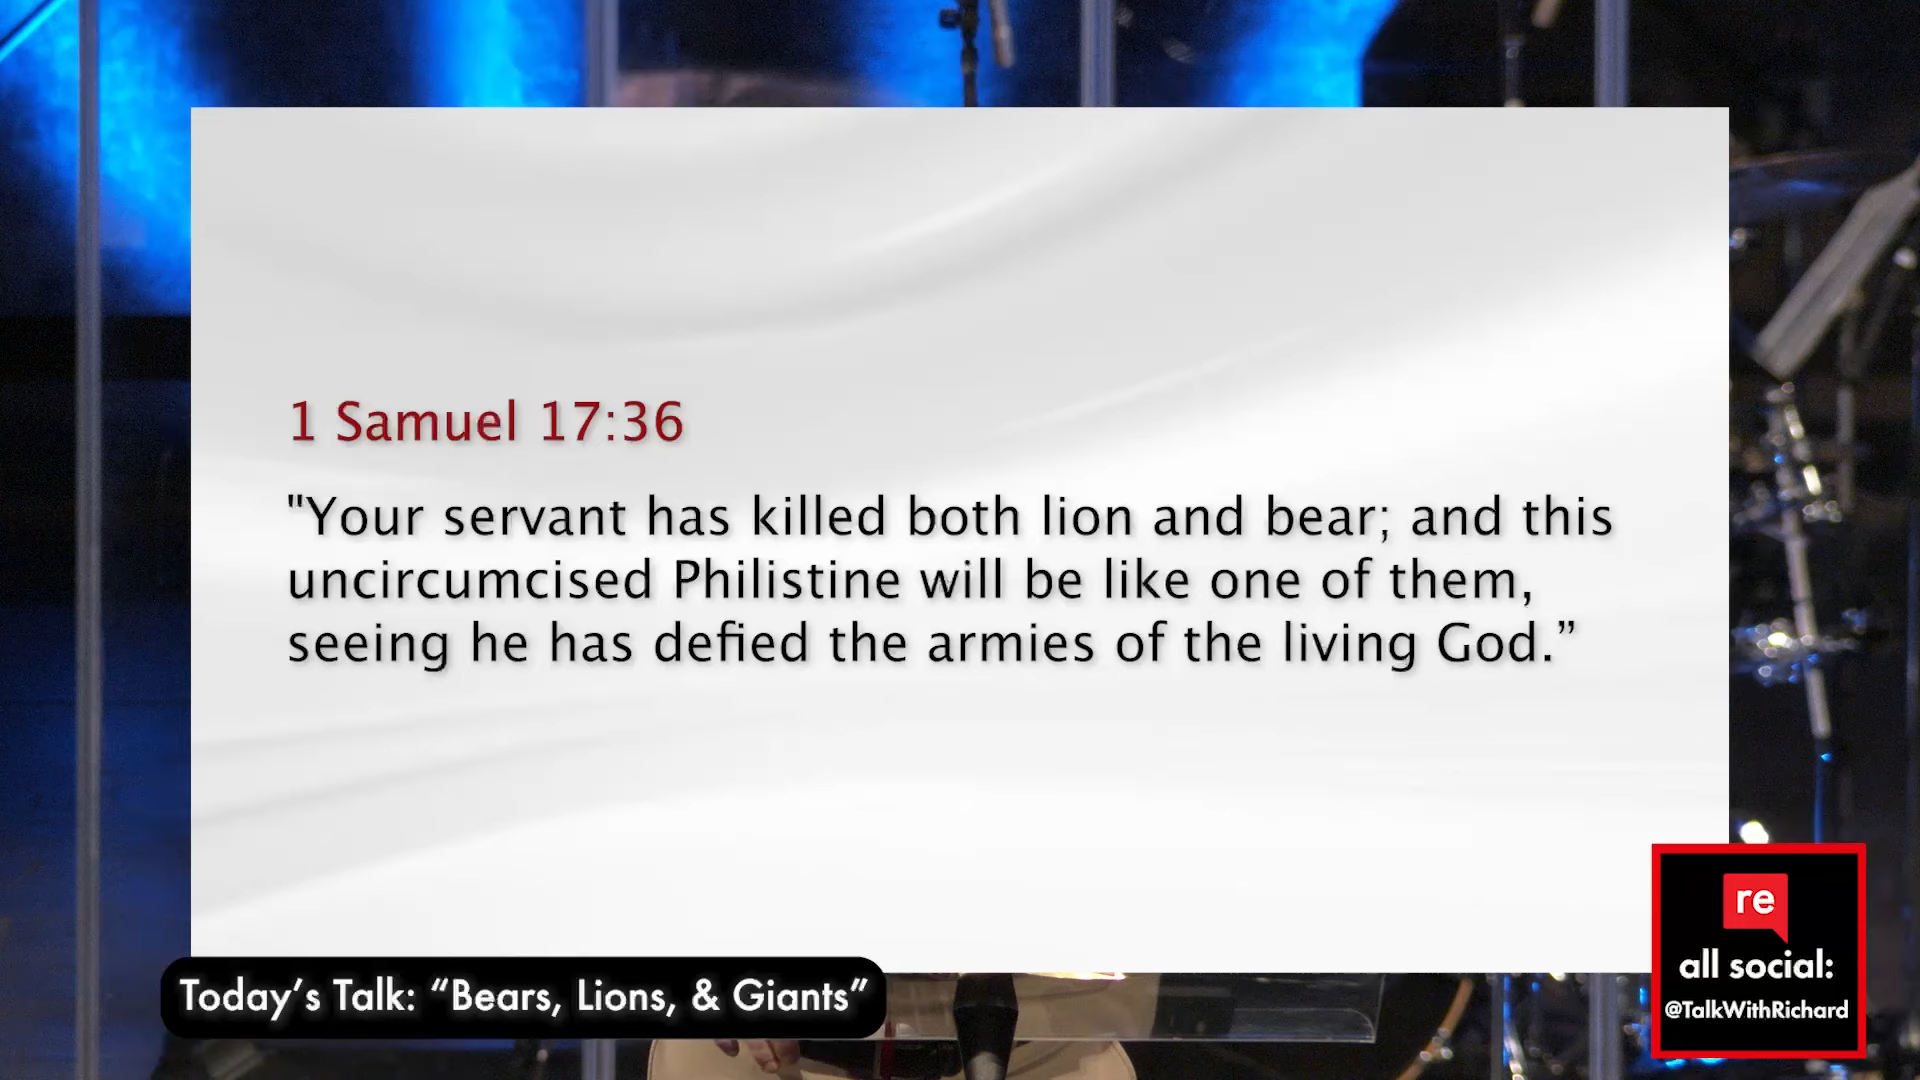 1 Samuel 17:36
"Your servant has killed both lion and bear; and this
uncircumcised Philistine will be like one of them,
seeing he has defied the armies of the living God.”
Today’s Talk: “Bears, Lions, & Giants”
re
all social:
@TalkWithRichard